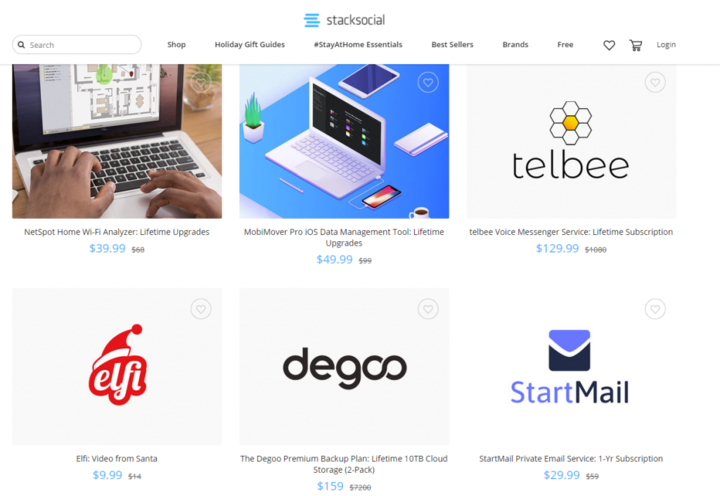 stacksocial
Search
Shop
Holiday Gift Guides
#StayAtHome Essentials
Best Sellers
Brands
Free
Login
telbee
NetSpot Home Wi-Fi Analyzer: Lifetime Upgrades
$39.99 $68
MobiMover Pro iOS Data Management Tool: Lifetime
Upgrades
$49.99 $99
telbee Voice Messenger Service: Lifetime Subscription
$129.99 $1080
elfi
degoo
StartMail
Elfi: Video from Santa
$9.99 $14
The Degoo Premium Backup Plan: Lifetime 10TB Cloud
Storage (2-Pack)
$159 $7200
StartMail Private Email Service: 1-Yr Subscription
$29.99 $59